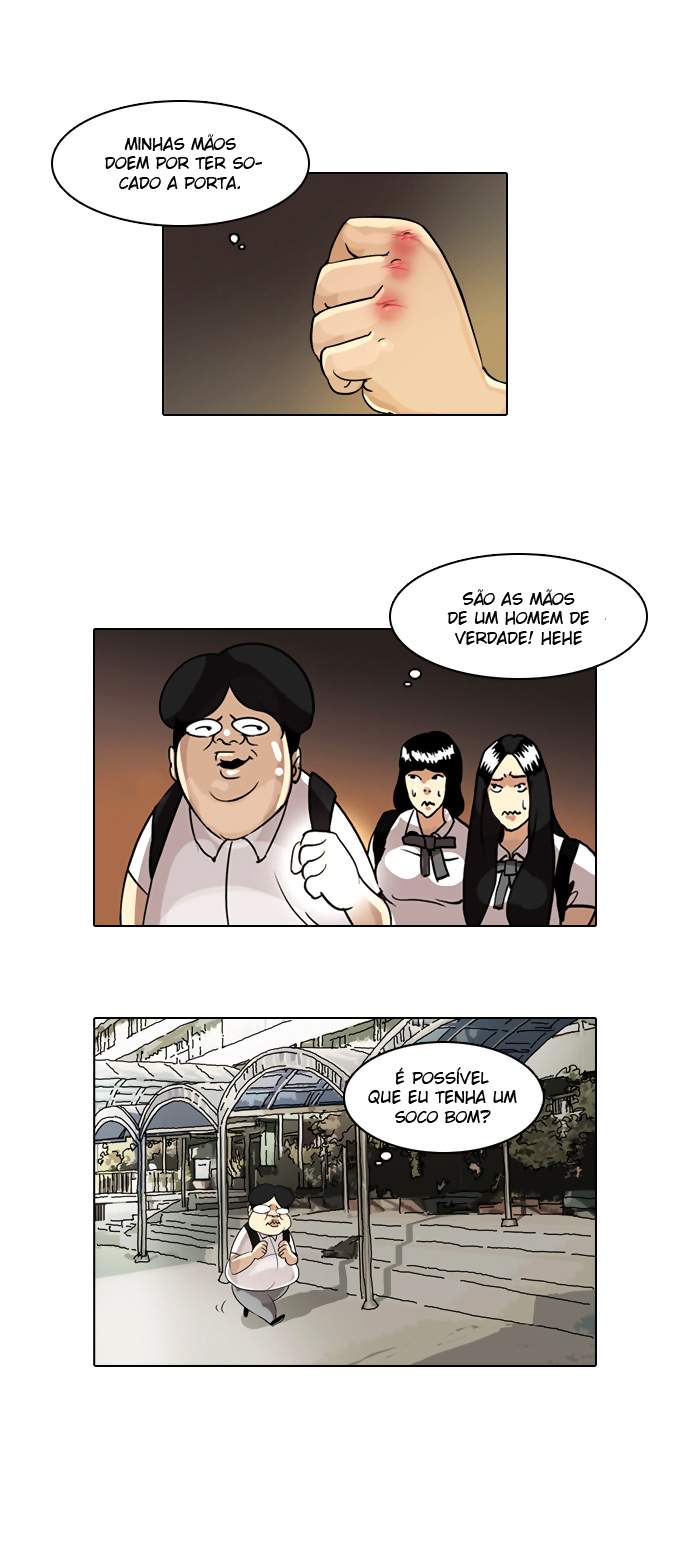 MINHAS MÃOS
DOEM POR TER SO-
CADO A PORTA.
SÃO AS MÃOS
DE UM HOMEM DE
VERDADE! HEHE
É POSSÍVEL
QUE EU TENHA UM
SOCO BOM?